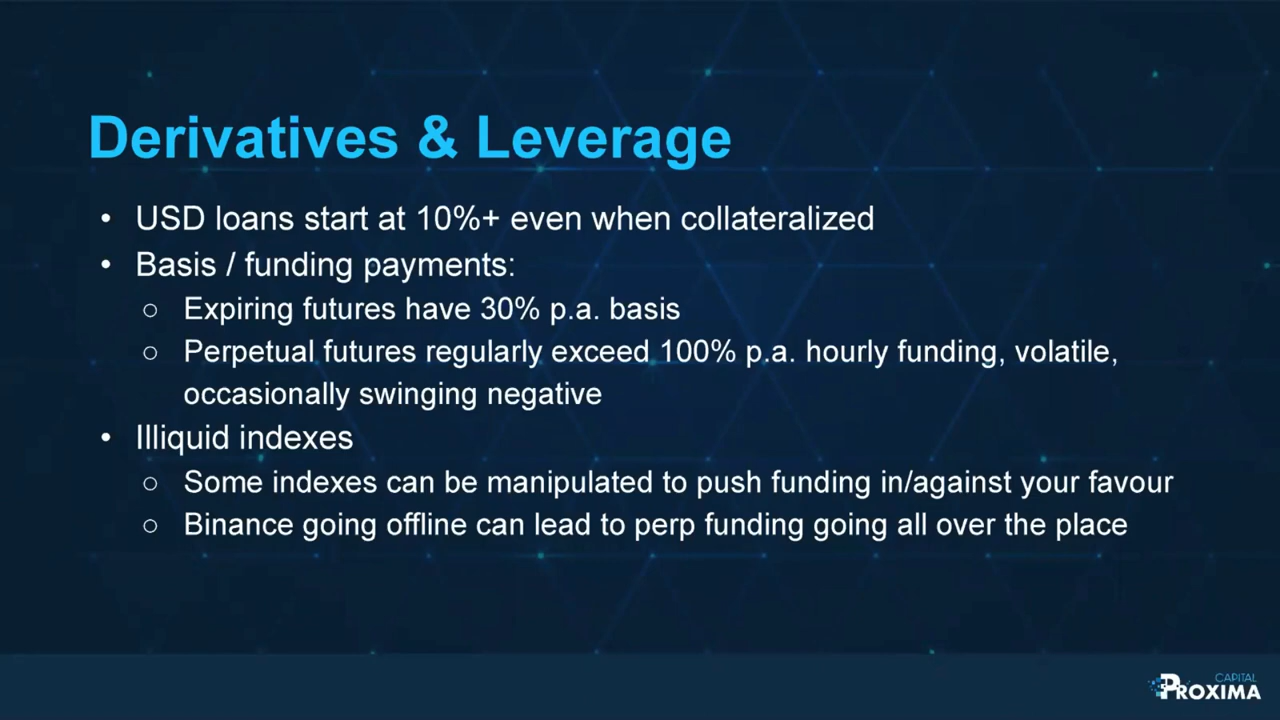 Derivatives & Leverage
• USD loans start at 10%+ even when collateralized
• Basis / funding payments:
○ Expiring futures have 30% p.a. basis
○ Perpetual futures regularly exceed 100% p.a. hourly funding, volatile,
occasionally swinging negative
• Illiquid indexes
○ Some indexes can be manipulated to push funding in/against your favour
○ Binance going offline can lead to perp funding going all over the place
CAPITAL
PROXIMA